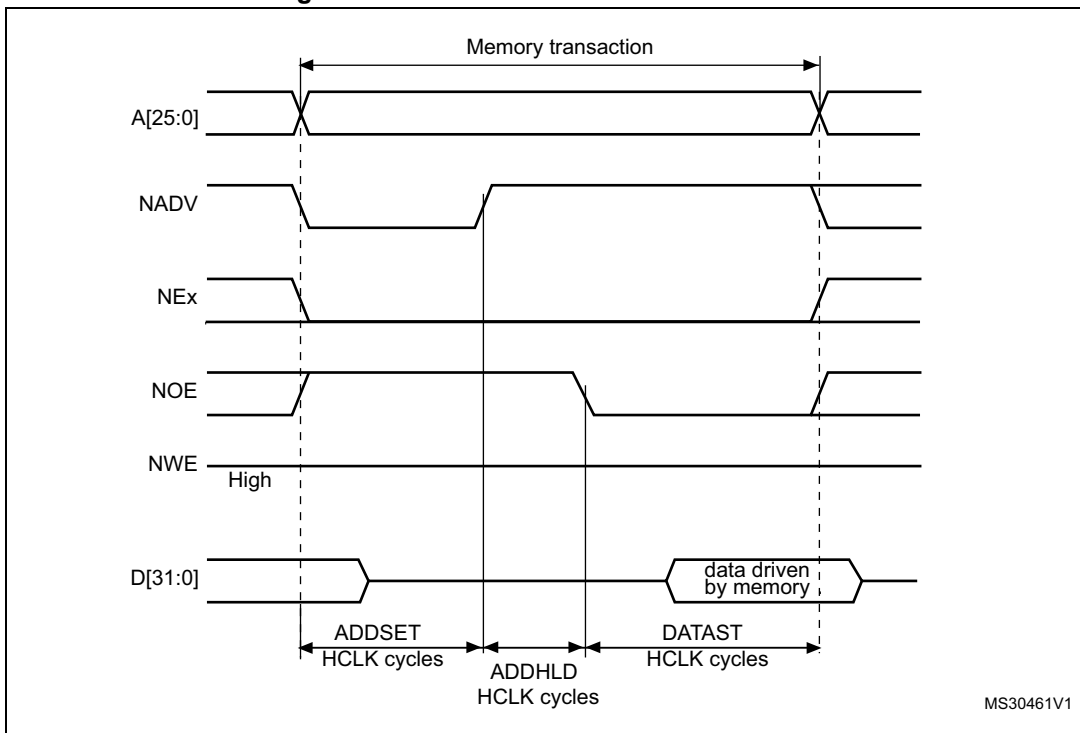 Memory transaction
A[25:0]
NADV
NEx
NOE
NWE
High
D[31:0]
data driven
by memory
ADDSET
HCLK cycles
ADDHLD
HCLK cycles
DATAST
HCLK cycles
MS30461V1